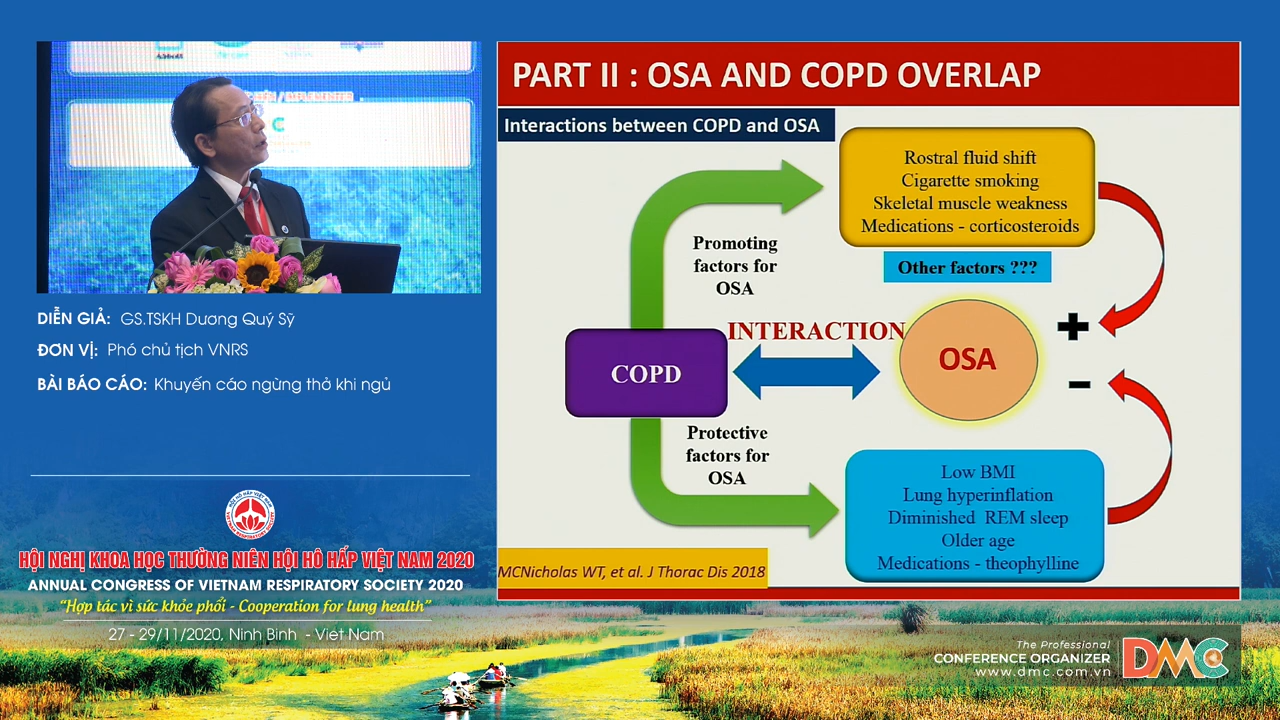 DIỄN GIẢ: GS.TSKH Dương Quý Sỹ
ĐƠN VỊ: Phó chủ tịch VNRS
BÀI BÁO CÁO: Khuyến cáo ngừng thở khi ngủ
HỘI HÔ HẤP VIỆT NAM
HỘI NGHỊ KHOA HỌC THƯỜNG NIÊN HỘI HÔ HẤP VIỆT NAM 2020
ANNUAL CONGRESS OF VIETNAM RESPIRATORY SOCIETY 2020
“Hợp tác vì sức khỏe phổi - Cooperation for lung health”
27 - 29/11/2020, Ninh Bình - Việt Nam
PART II : OSA AND COPD OVERLAP
Interactions between COPD and OSA
Rostral fluid shift
Cigarette smoking
Skeletal muscle weakness
Medications - corticosteroids
Promoting
factors for
OSA
Other factors ???
INTERACTION
COPD
OSA
+
-
Protective
factors for
OSA
Low BMI
Lung hyperinflation
Diminished REM sleep
Older age
Medications - theophylline
MCNicholas WT, et al. J Thorac Dis 2018
The Professional
CONFERENCE ORGANIZER
www.dmc.com.vn
DMC